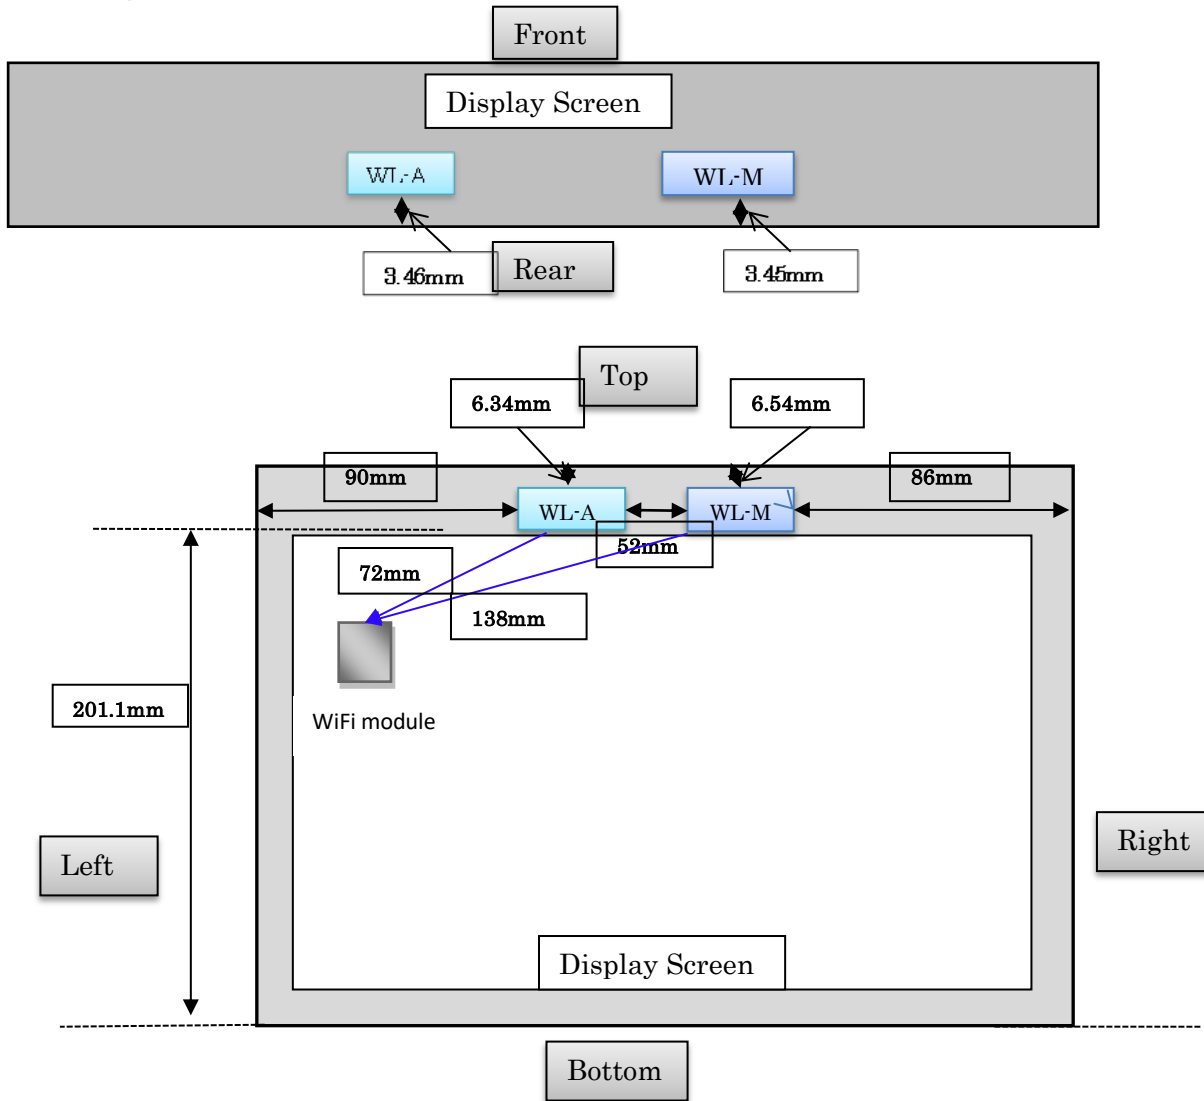 Front
Display Screen
WL-A
WL-M
3.46mm
Rear
3.45mm
Top
6.34mm
6.54mm
90mm
86mm
WL-A
WL-M
52mm
72mm
138mm
201.1mm
WiFi module
Left
Right
Display Screen
Bottom